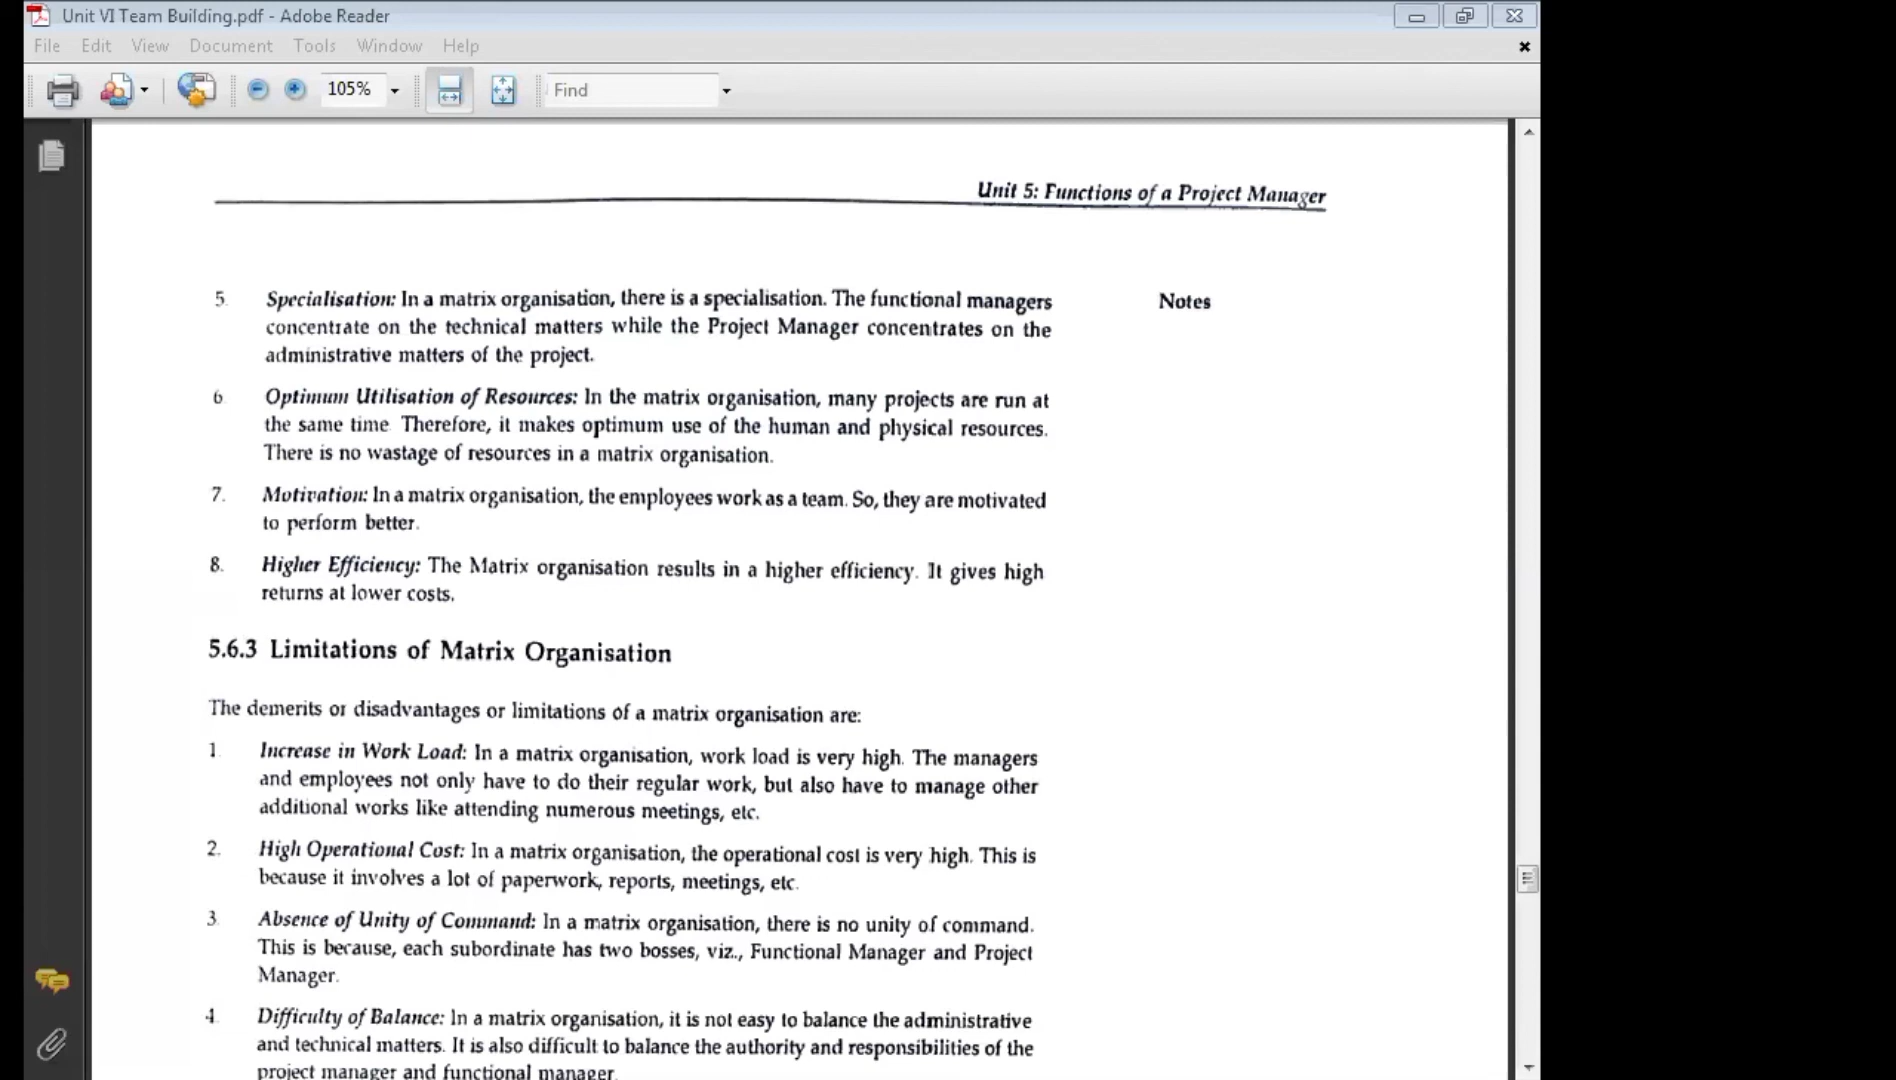 Unit VI Team Building.pdf - Adobe Reader
File Edit View Document Tools Window Help
105% Find
Unit 5: Functions of a Project Manager
5. Specialisation: In a matrix organisation, there is a specialisation. The functional managers Notes
concentrate on the technical matters while the Project Manager concentrates on the
administrative matters of the project.
6. Optimum Utilisation of Resources: In the matrix organisation, many projects are run at
the same time Therefore, it makes optimum use of the human and physical resources.
There is no wastage of resources in a matrix organisation.
7. Motivation: In a matrix organisation, the employees work as a team. So, they are motivated
to perform better.
8. Higher Efficiency: The Matrix organisation results in a higher efficiency. It gives high
returns at lower costs.
5.6.3 Limitations of Matrix Organisation
The demerits or disadvantages or limitations of a matrix organisation are:
1. Increase in Work Load: In a matrix organisation, work load is very high. The managers
and employees not only have to do their regular work, but also have to manage other
additional works like attending numerous meetings, etc.
2. High Operational Cost: In a matrix organisation, the operational cost is very high. This is
because it involves a lot of paperwork, reports, meetings, etc.
3. Absence of Unity of Command: In a matrix organisation, there is no unity of command.
This is because, each subordinate has two bosses, viz., Functional Manager and Project
Manager.
4. Difficulty of Balance: In a matrix organisation, it is not easy to balance the administrative
and technical matters. It is also difficult to balance the authority and responsibilities of the
project manager and functional manager.